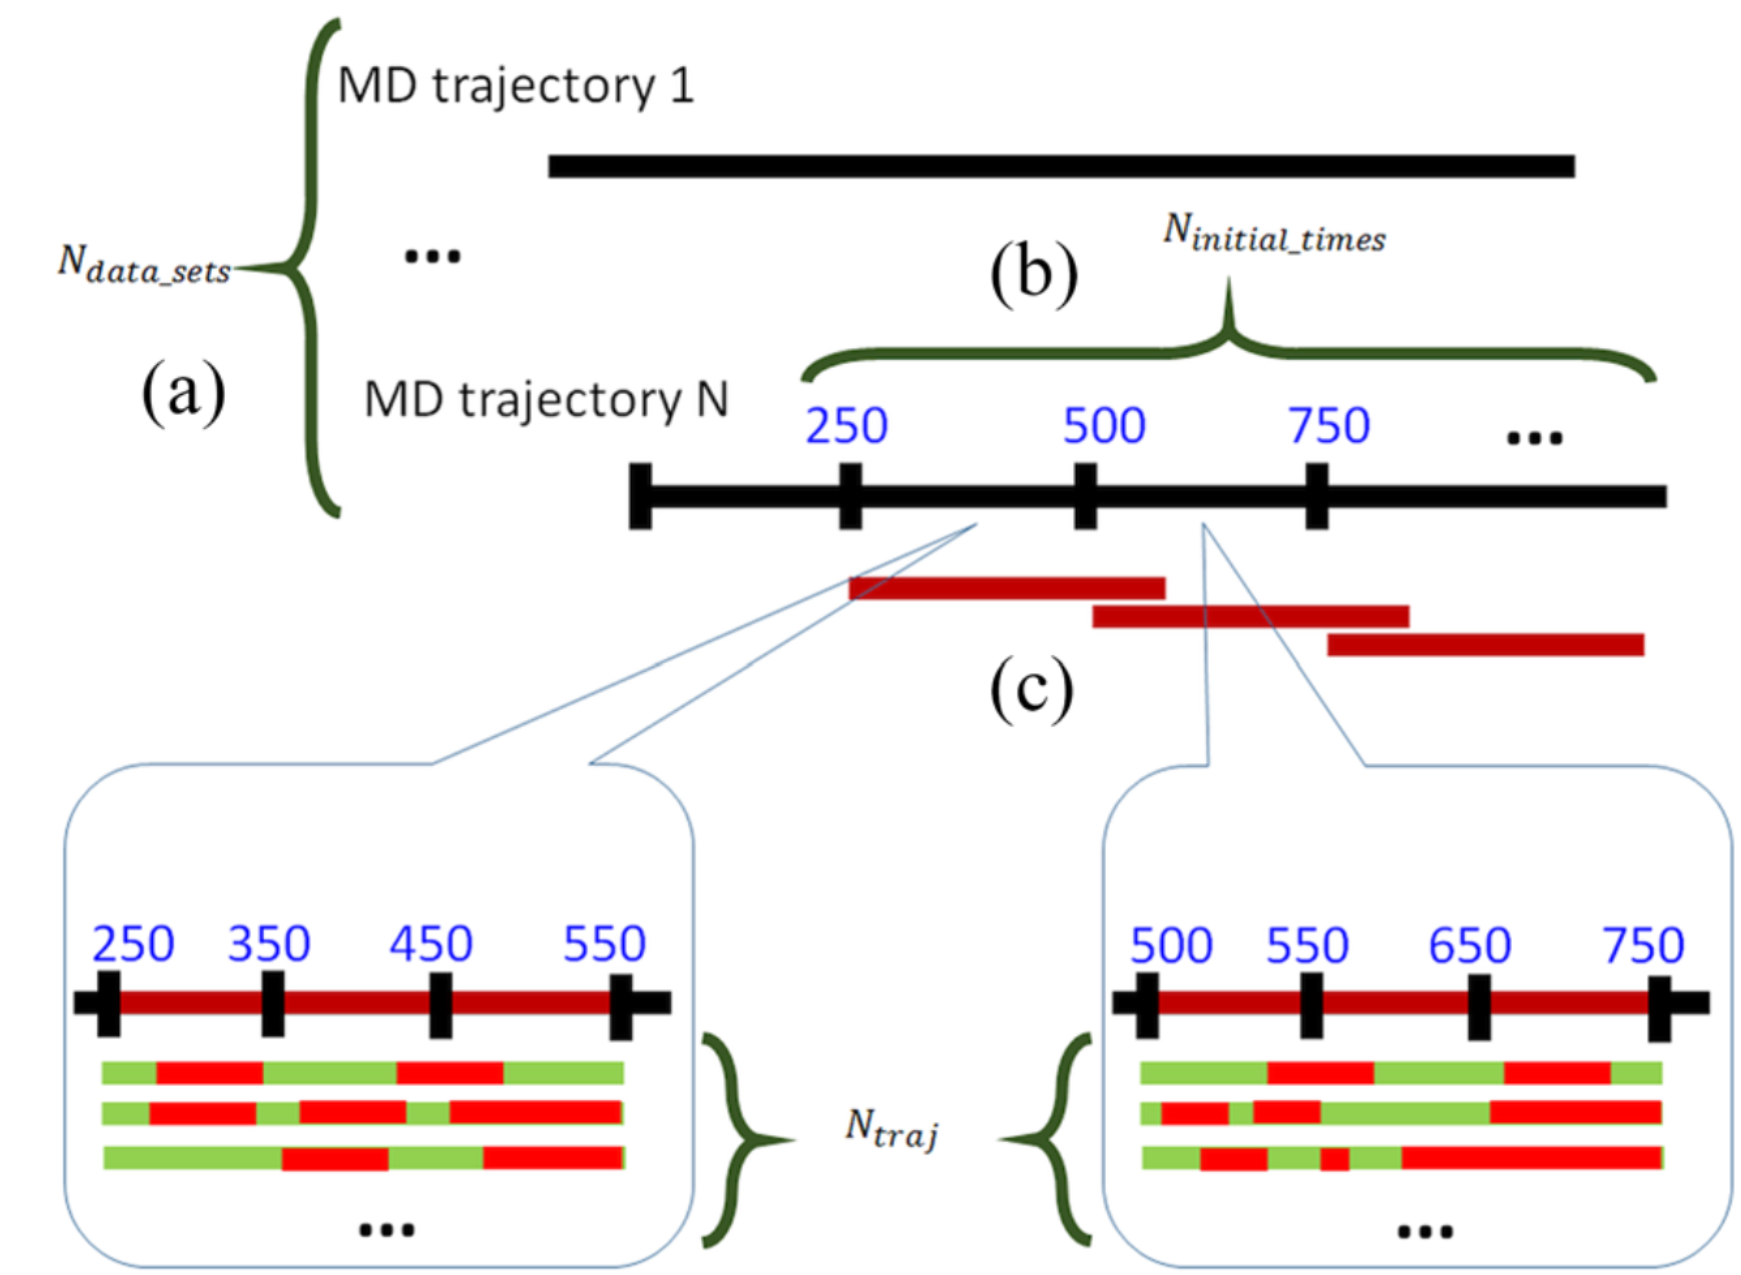 MD trajectory 1
...
N_initial_times
(b)
N_data_sets
(a)
MD trajectory N
250 500 750 ...
(c)
250 350 450 550
500 550 650 750
N_traj
...
...